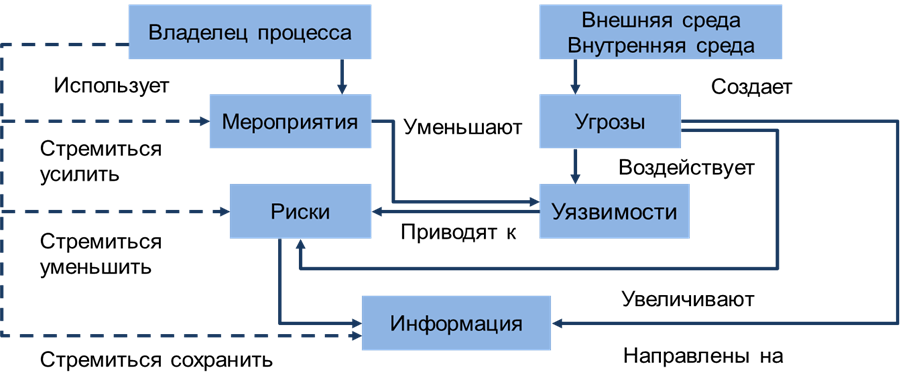 Владелец процесса
Внешняя среда
Внутренняя среда
Использует
Создает
Мероприятия
Уменьшают
Угрозы
Стремиться
усилить
Воздействует
Риски
Уязвимости
Приводят к
Стремиться
уменьшить
Увеличивают
Информация
Стремиться сохранить
Направлены на